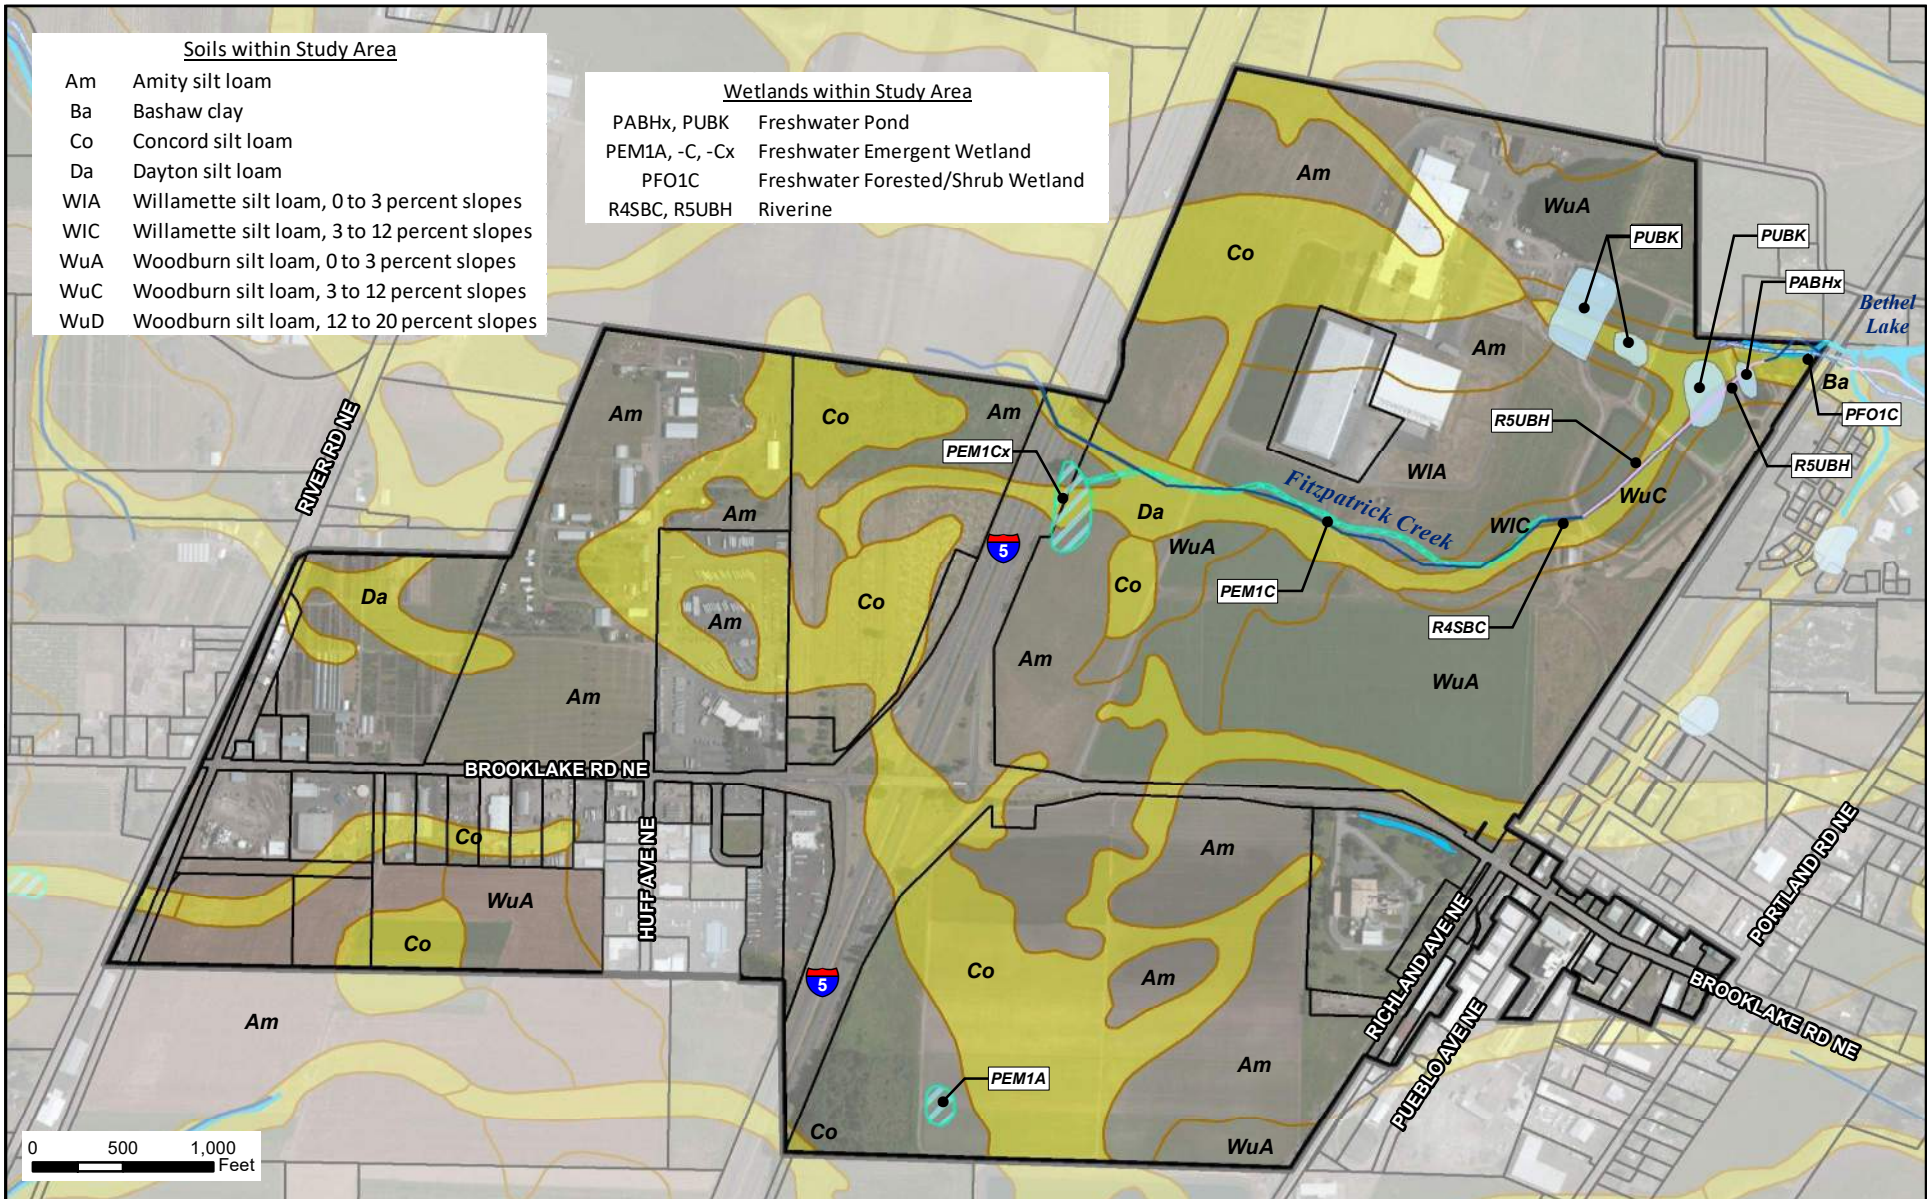 Soils within Study Area
Am Amity silt loam
Ba Bashaw clay
Co Concord silt loam
Da Dayton silt loam
WIA Willamette silt loam, 0 to 3 percent slopes
WIC Willamette silt loam, 3 to 12 percent slopes
WuA Woodburn silt loam, 0 to 3 percent slopes
WuC Woodburn silt loam, 3 to 12 percent slopes
WuD Woodburn silt loam, 12 to 20 percent slopes
Wetlands within Study Area
PABHx, PUBK Freshwater Pond
PEM1A, -C, -Cx Freshwater Emergent Wetland
PFO1C Freshwater Forested/Shrub Wetland
R4SBC, R5UBH Riverine
Am
WuA
PUBK
PUBK
Co
PABHx
Bethel
Lake
Am
Ba
Am
Co
Am
PFO1C
R5UBH
PEM1Cx
R5UBH
WIA
RIVER RD NE
Fitzpatrick Creek
WuC
Am
Da
WIC
WuA
5
Co
PEM1C
Da
Co
Am
R4SBC
Am
WuA
Am
BROOKLAKE RD NE
Co
Am
HUFF AVE NE
PORTLAND RD NE
WuA
Co
Co
Am
RICHLAND AVE NE
5
BROOKLAKE RD NE
Am
PUEBLO AVE NE
Am
PEM1A
Co
WuA
0 500 1,000
Feet